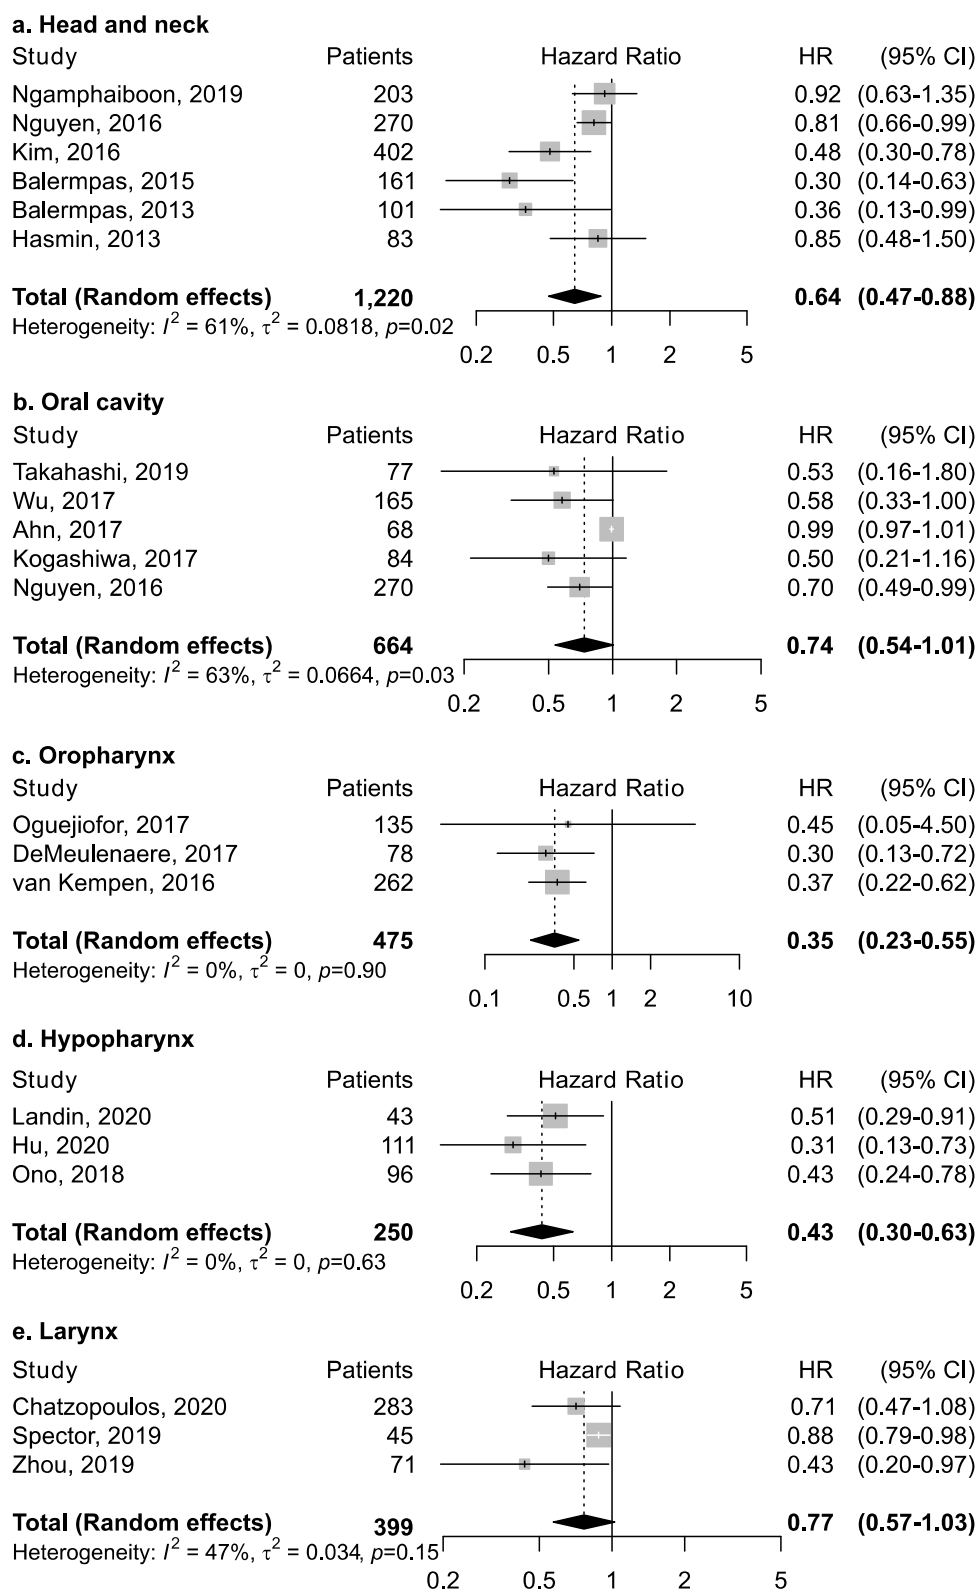 a. Head and neck
Study Patients Hazard Ratio HR (95% CI)
Ngamphaiboon, 2019 203 0.92 (0.63-1.35)
Nguyen, 2016 270 0.81 (0.66-0.99)
Kim, 2016 402 0.48 (0.30-0.78)
Balermpas, 2015 161 0.30 (0.14-0.63)
Balermpas, 2013 101 0.36 (0.13-0.99)
Hasmin, 2013 83 0.85 (0.48-1.50)
Total (Random effects) 1,220 0.64 (0.47-0.88)
Heterogeneity: I² = 61%, τ² = 0.0818, p=0.02
0.2 0.5 1 2 5
b. Oral cavity
Study Patients Hazard Ratio HR (95% CI)
Takahashi, 2019 77 0.53 (0.16-1.80)
Wu, 2017 165 0.58 (0.33-1.00)
Ahn, 2017 68 0.99 (0.97-1.01)
Kogashiwa, 2017 84 0.50 (0.21-1.16)
Nguyen, 2016 270 0.70 (0.49-0.99)
Total (Random effects) 664 0.74 (0.54-1.01)
Heterogeneity: I² = 63%, τ² = 0.0664, p=0.03
0.2 0.5 1 2 5
c. Oropharynx
Study Patients Hazard Ratio HR (95% CI)
Oguejiofor, 2017 135 0.45 (0.05-4.50)
DeMeulenaere, 2017 78 0.30 (0.13-0.72)
van Kempen, 2016 262 0.37 (0.22-0.62)
Total (Random effects) 475 0.35 (0.23-0.55)
Heterogeneity: I² = 0%, τ² = 0, p=0.90
0.1 0.5 1 2 10
d. Hypopharynx
Study Patients Hazard Ratio HR (95% CI)
Landin, 2020 43 0.51 (0.29-0.91)
Hu, 2020 111 0.31 (0.13-0.73)
Ono, 2018 96 0.43 (0.24-0.78)
Total (Random effects) 250 0.43 (0.30-0.63)
Heterogeneity: I² = 0%, τ² = 0, p=0.63
0.2 0.5 1 2 5
e. Larynx
Study Patients Hazard Ratio HR (95% CI)
Chatzopoulos, 2020 283 0.71 (0.47-1.08)
Spector, 2019 45 0.88 (0.79-0.98)
Zhou, 2019 71 0.43 (0.20-0.97)
Total (Random effects) 399 0.77 (0.57-1.03)
Heterogeneity: I² = 47%, τ² = 0.034, p=0.15
0.2 0.5 1 2 5